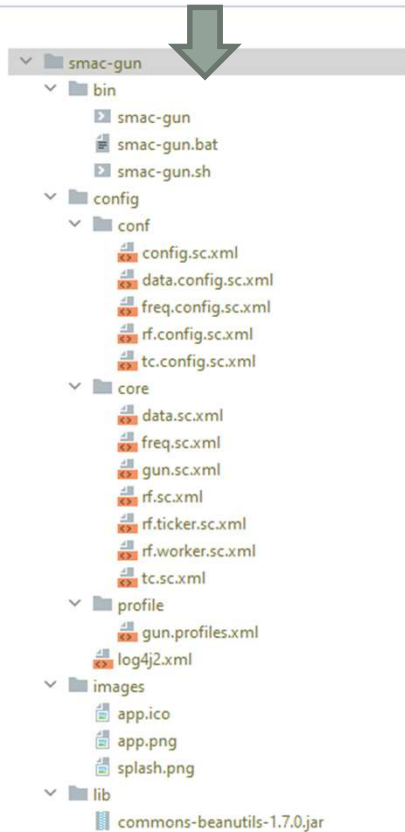 smac-gun
bin
smac-gun
smac-gun.bat
smac-gun.sh
config
conf
config.sc.xml
data.config.sc.xml
freq.config.sc.xml
rf.config.sc.xml
tc.config.sc.xml
core
data.sc.xml
freq.sc.xml
gun.sc.xml
rf.sc.xml
rf.ticker.sc.xml
rf.worker.sc.xml
tc.sc.xml
profile
gun.profiles.xml
log4j2.xml
images
app.ico
app.png
splash.png
lib
commons-beanutils-1.7.0.jar